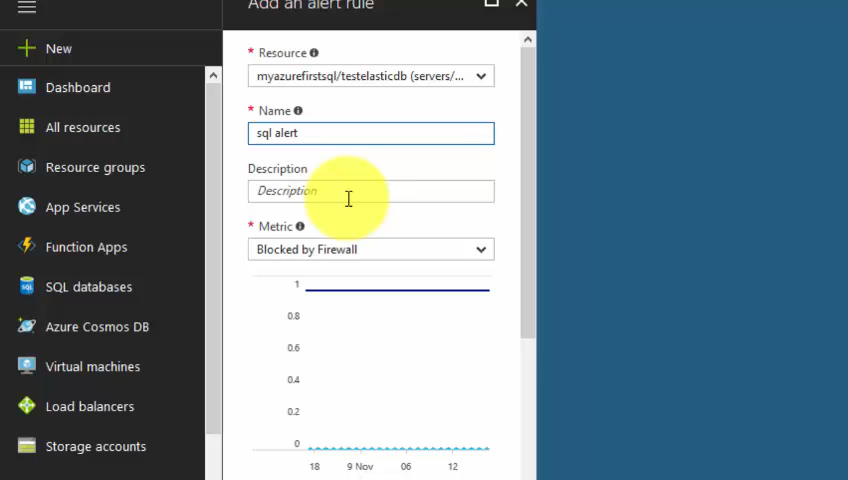 Add an alert rule
New
Dashboard
All resources
Resource groups
App Services
Function Apps
SQL databases
SQL
Azure Cosmos DB
Virtual machines
Load balancers
Storage accounts
* Resource
myazurefirstsql/testelasticdb (servers/...
* Name
sql alert
Description
Description
* Metric
Blocked by Firewall
1
0.8
0.6
0.4
0.2
0
18 9 Nov 06 12